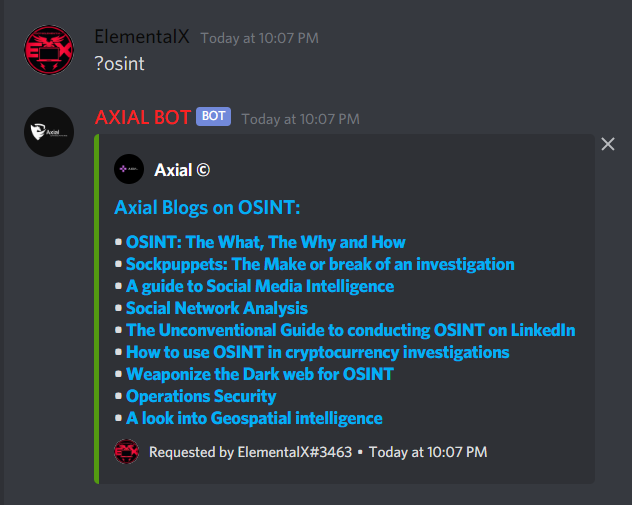 ElementalX Today at 10:07 PM
?osint
AXIAL BOT BOT Today at 10:07 PM
Axial
Axial ©
Axial Blogs on OSINT:
▪ OSINT: The What, The Why and How
▪ Sockpuppets: The Make or break of an investigation
▪ A guide to Social Media Intelligence
▪ Social Network Analysis
▪ The Unconventional Guide to conducting OSINT on LinkedIn
▪ How to use OSINT in cryptocurrency investigations
▪ Weaponize the Dark web for OSINT
▪ Operations Security
▪ A look into Geospatial intelligence
Requested by ElementalX#3463 • Today at 10:07 PM